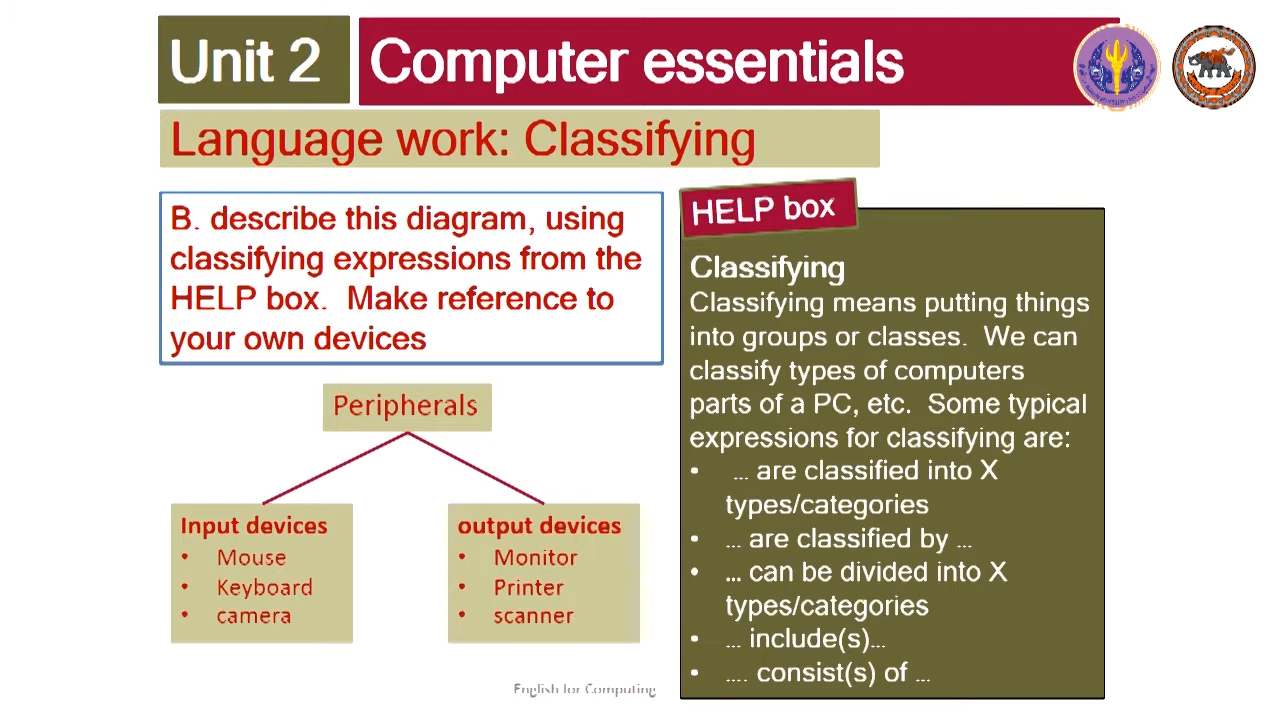 Unit 2
Computer essentials
Language work: Classifying
B. describe this diagram, using
classifying expressions from the
HELP box.  Make reference to
your own devices
Peripherals
Input devices
• Mouse
• Keyboard
• camera
output devices
• Monitor
• Printer
• scanner
HELP box
Classifying
Classifying means putting things
into groups or classes.  We can
classify types of computers
parts of a PC, etc.  Some typical
expressions for classifying are:
• ... are classified into X
types/categories
• ... are classified by ...
• ... can be divided into X
types/categories
• ... include(s)...
• .... consist(s) of ...
English for Computing